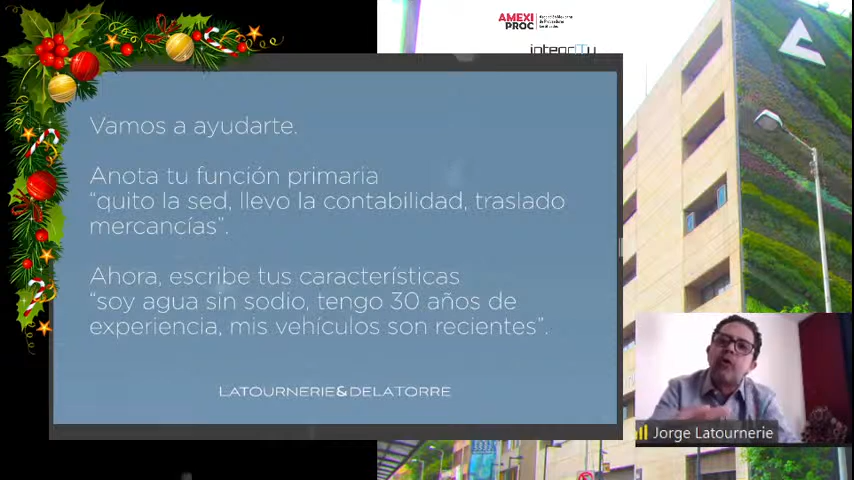 AMEXI
PROC
integrITy
Vamos a ayudarte.
Anota tu función primaria
“quito la sed, llevo la contabilidad, traslado
mercancías”.
Ahora, escribe tus características
“soy agua sin sodio, tengo 30 años de
experiencia, mis vehículos son recientes”.
LATOURNERIE&DELATORRE
Jorge Latournerie